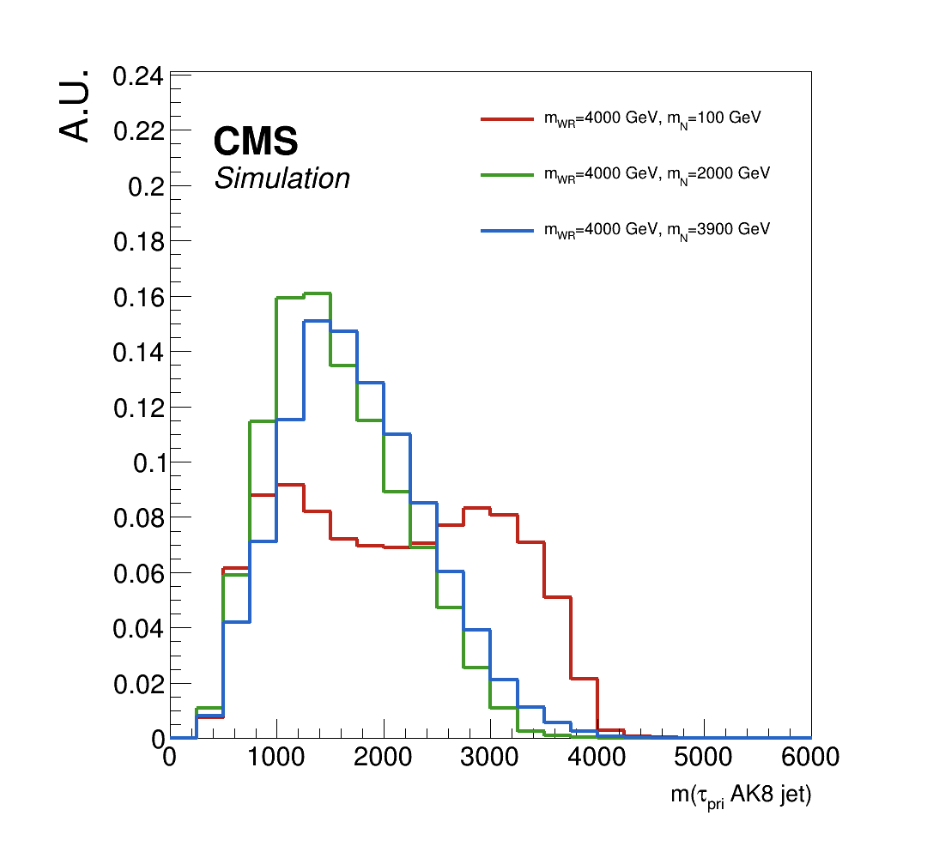 A.U.
0.24
0.22
0.2
0.18
0.16
0.14
0.12
0.1
0.08
0.06
0.04
0.02
0
CMS
Simulation
mWR=4000 GeV, mN=100 GeV
mWR=4000 GeV, mN=2000 GeV
mWR=4000 GeV, mN=3900 GeV
0 1000 2000 3000 4000 5000 6000
m(τpri AK8 jet)